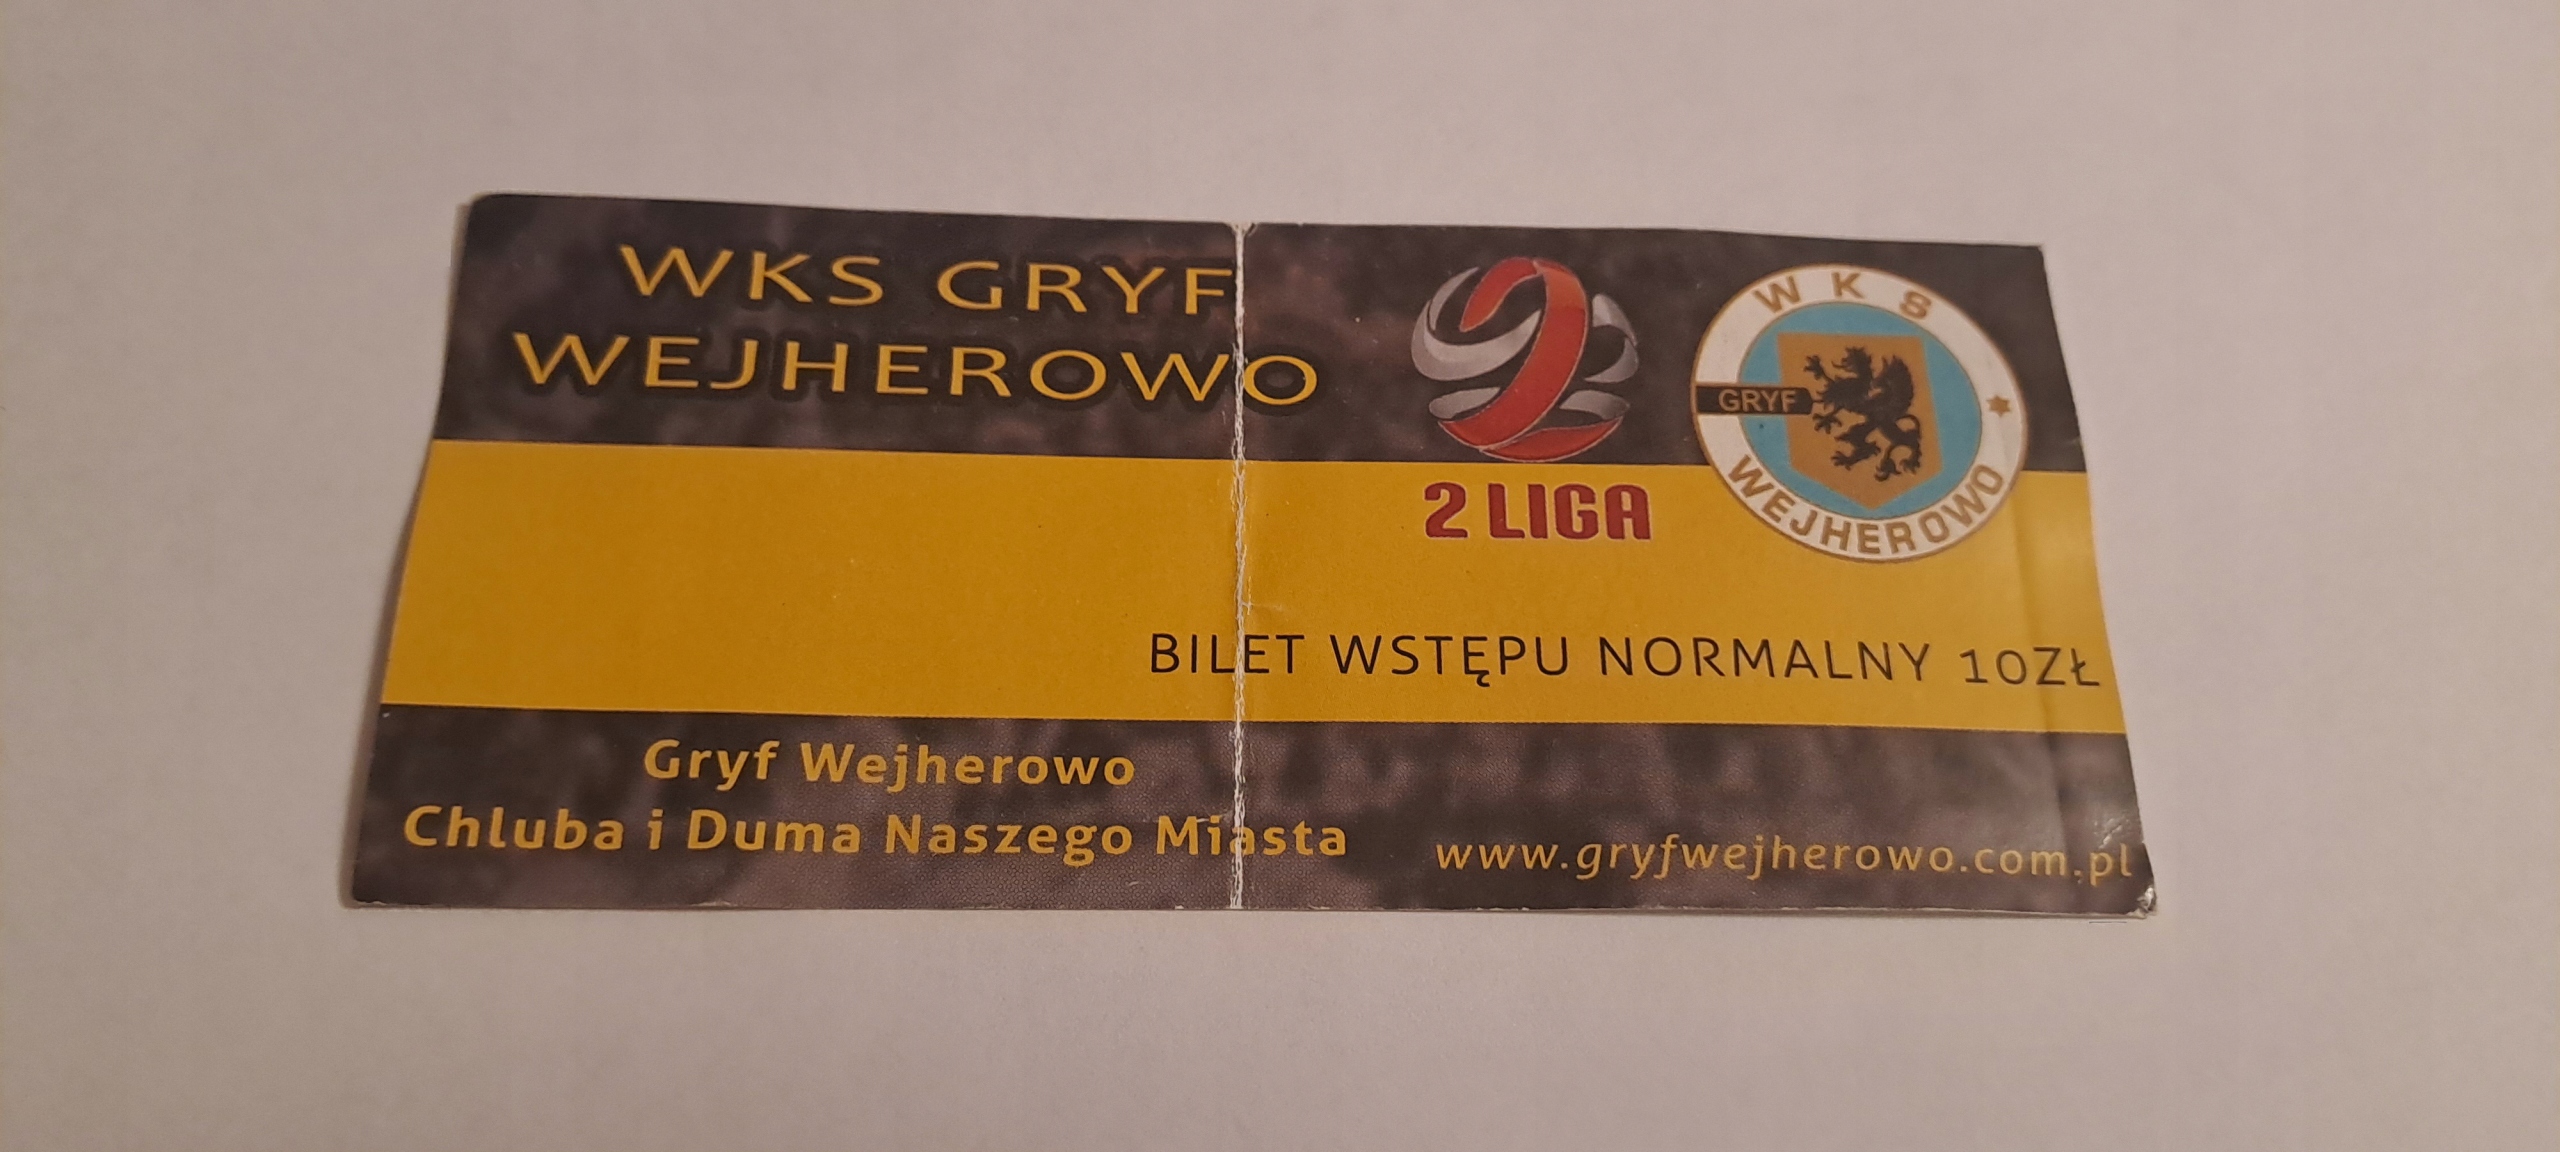 WKS GRYF
WEJHEROWO
2 LIGA
WKS
GRYF
WEJHEROWO
BILET WSTĘPU NORMALNY 10ZŁ
Gryf Wejherowo
Chluba i Duma Naszego Miasta
www.gryfwejherowo.com.pl